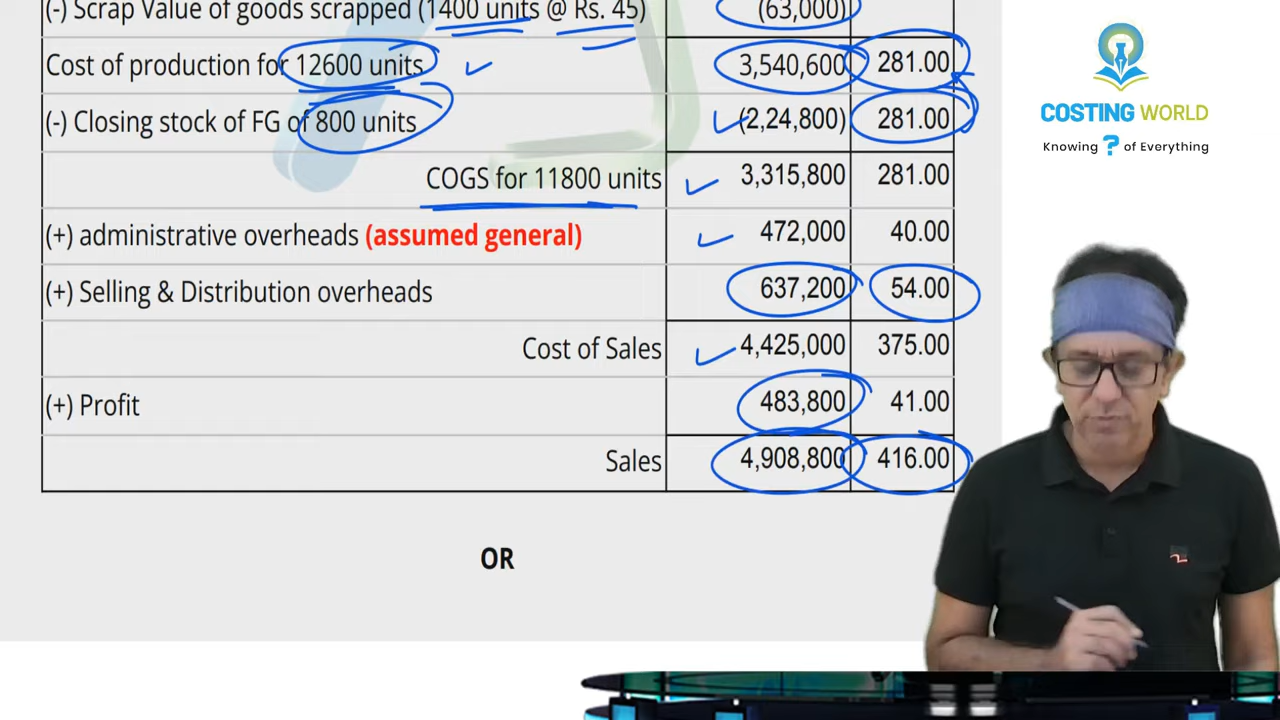 (-) Scrap Value of goods scrapped (1400 units @ Rs. 45) (63,000)
Cost of production for 12600 units 3,540,600 281.00
(-) Closing stock of FG of 800 units (2,24,800) 281.00
COGS for 11800 units 3,315,800 281.00
(+) administrative overheads (assumed general) 472,000 40.00
(+) Selling & Distribution overheads 637,200 54.00
Cost of Sales 4,425,000 375.00
(+) Profit 483,800 41.00
Sales 4,908,800 416.00
OR
COSTING WORLD
Knowing ? of Everything